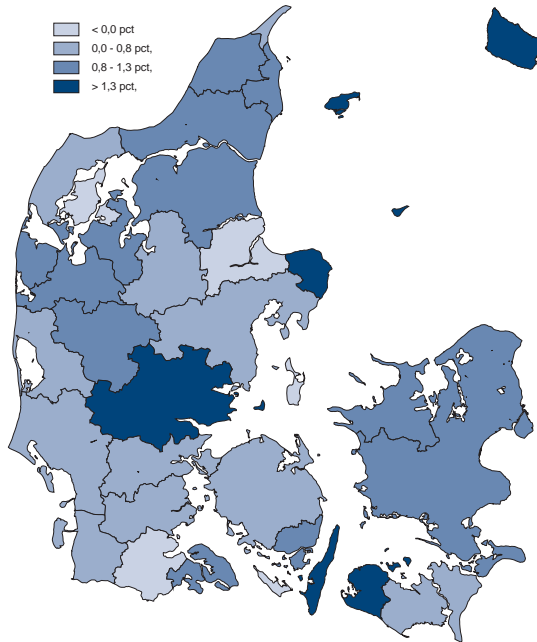 < 0,0 pct
0,0 - 0,8 pct,
0,8 - 1,3 pct,
> 1,3 pct,